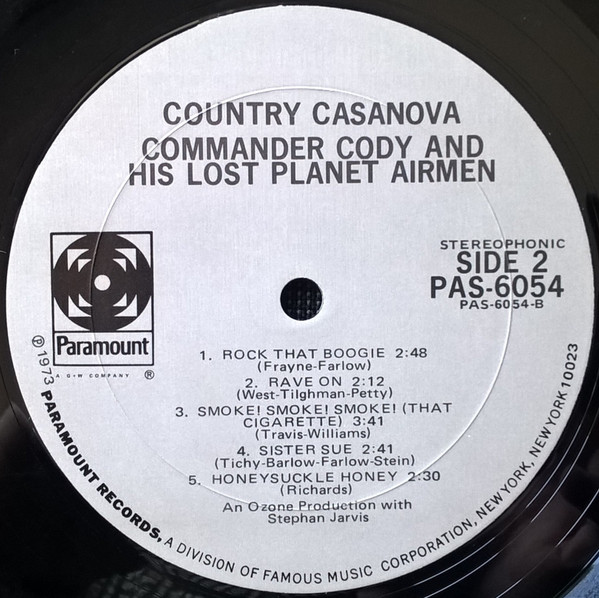 COUNTRY CASANOVA
COMMANDER CODY AND
HIS LOST PLANET AIRMEN
STEREOPHONIC
SIDE 2
PAS-6054
PAS-6054-B
Paramount
A G+W COMPANY ®
1. ROCK THAT BOOGIE 2:48
(Frayne-Farlow)
2. RAVE ON 2:12
(West-Tilghman-Petty)
3. SMOKE! SMOKE! SMOKE! (THAT
CIGARETTE) 3:41
(Travis-Williams)
4. SISTER SUE 2:41
(Tichy-Barlow-Farlow-Stein)
5. HONEYSUCKLE HONEY 2:30
(Richards)
An Ozone Production with
Stephan Jarvis
℗ 1973 PARAMOUNT RECORDS, A DIVISION OF FAMOUS MUSIC CORPORATION, NEW YORK, NEW YORK 10023